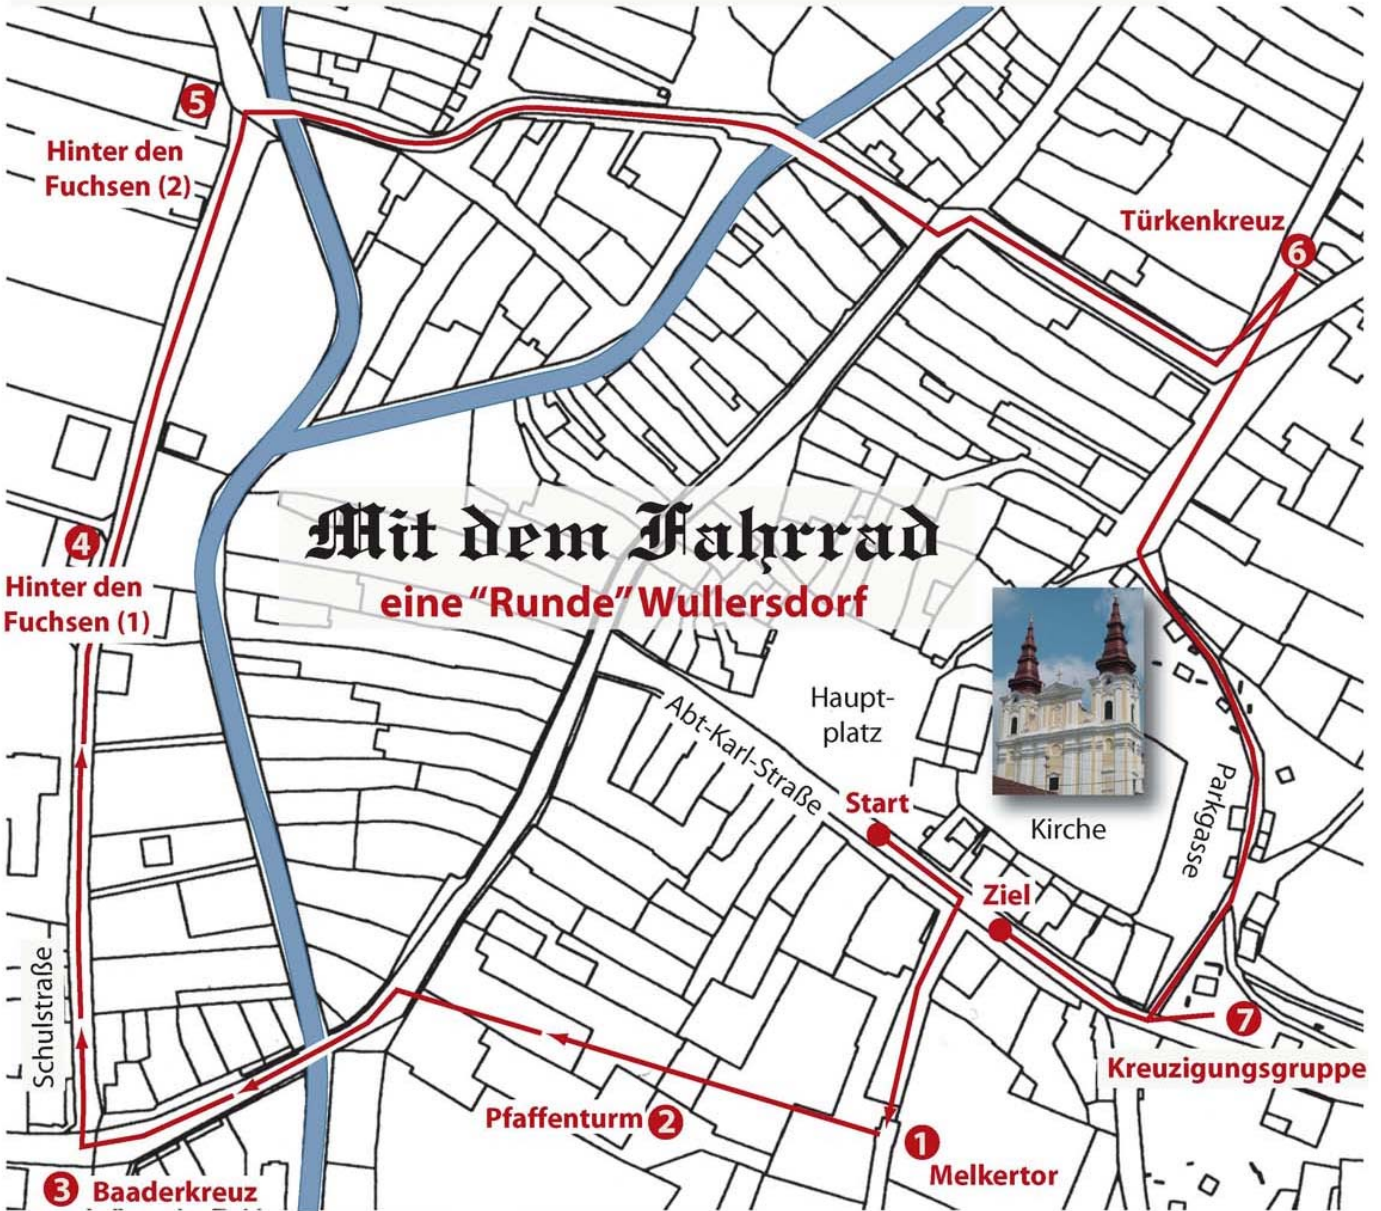 5
Hinter den
Fuchsen (2)
Türkenkreuz
6
Mit dem Fahrrad
eine “Runde” Wullersdorf
4
Hinter den
Fuchsen (1)
Haupt-
platz
Abt-Karl-Straße
Start
Kirche
Parkgasse
Ziel
Schulstraße
7
Kreuzigungsgruppe
Pfaffenturm 2
1
Melkertor
3 Baaderkreuz